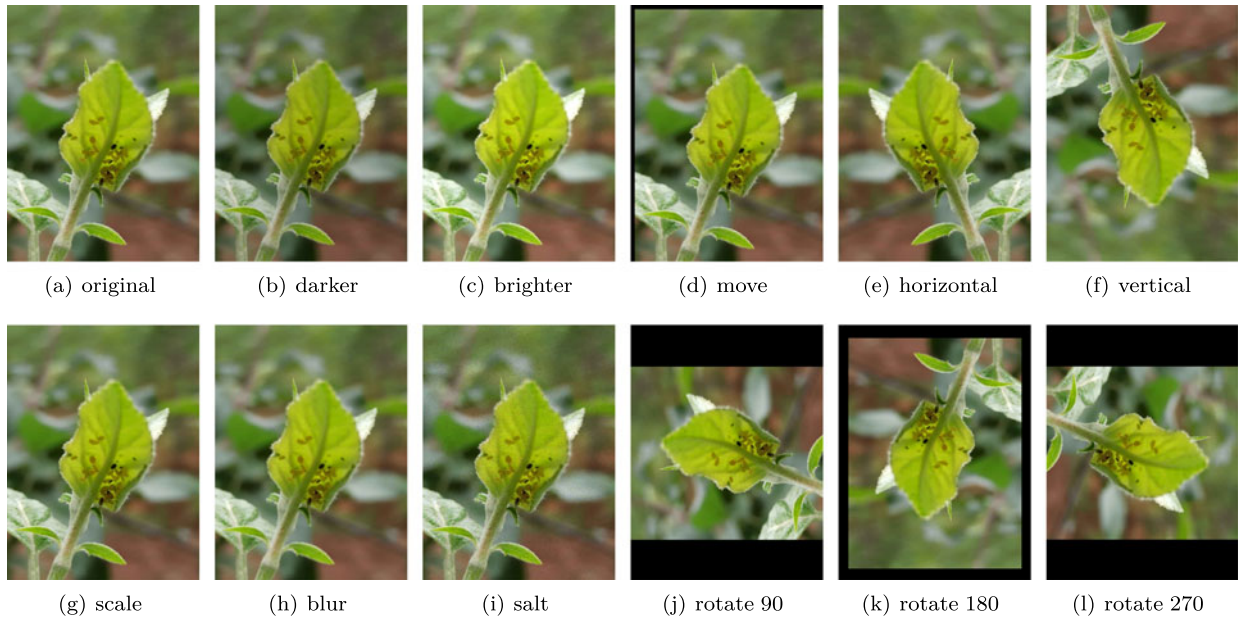 (a) original
(b) darker
(c) brighter
(d) move
(e) horizontal
(f) vertical
(g) scale
(h) blur
(i) salt
(j) rotate 90
(k) rotate 180
(l) rotate 270